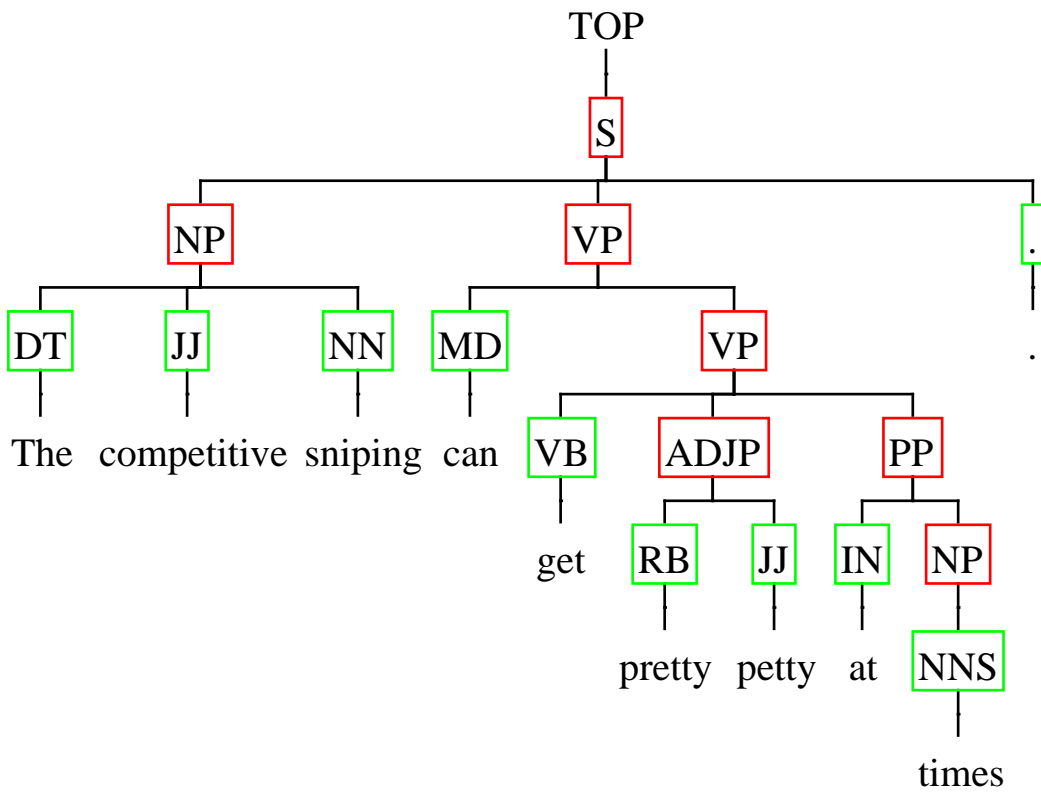 TOP
S
NP VP .
DT JJ NN MD VP .
The competitive sniping can VB ADJP PP
get RB JJ IN NP
pretty petty at NNS
times